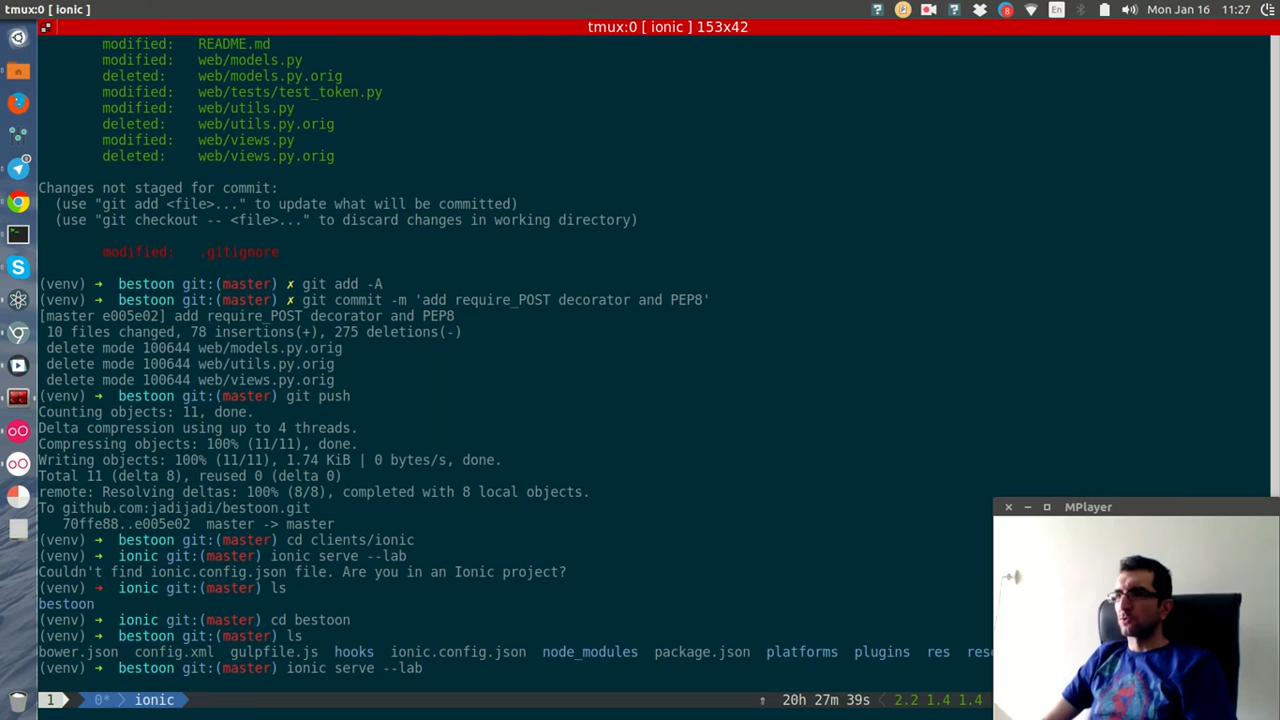 tmux:0 [ ionic ]
8
En
Mon Jan 16 11:27
tmux:0 [ ionic ] 153x42
modified: README.md
modified: web/models.py
deleted: web/models.py.orig
modified: web/tests/test_token.py
modified: web/utils.py
deleted: web/utils.py.orig
modified: web/views.py
deleted: web/views.py.orig
Changes not staged for commit:
(use "git add <file>..." to update what will be committed)
(use "git checkout -- <file>..." to discard changes in working directory)
modified: .gitignore
(venv) → bestoon git:(master) ✗ git add -A
(venv) → bestoon git:(master) ✗ git commit -m 'add require_POST decorator and PEP8'
[master e005e02] add require_POST decorator and PEP8
10 files changed, 78 insertions(+), 275 deletions(-)
delete mode 100644 web/models.py.orig
delete mode 100644 web/utils.py.orig
delete mode 100644 web/views.py.orig
(venv) → bestoon git:(master) git push
Counting objects: 11, done.
Delta compression using up to 4 threads.
Compressing objects: 100% (11/11), done.
Writing objects: 100% (11/11), 1.74 KiB | 0 bytes/s, done.
Total 11 (delta 8), reused 0 (delta 0)
remote: Resolving deltas: 100% (8/8), completed with 8 local objects.
To github.com:jadijadi/bestoon.git
70ffe88..e005e02 master -> master
(venv) → bestoon git:(master) cd clients/ionic
(venv) → ionic git:(master) ionic serve --lab
Couldn't find ionic.config.json file. Are you in an Ionic project?
(venv) → ionic git:(master) ls
bestoon
(venv) → ionic git:(master) cd bestoon
(venv) → bestoon git:(master) ls
bower.json config.xml gulpfile.js hooks ionic.config.json node_modules package.json platforms plugins res res
(venv) → bestoon git:(master) ionic serve --lab
1 0* ionic ↑ 20h 27m 39s 2.2 1.4 1.4
MPlayer